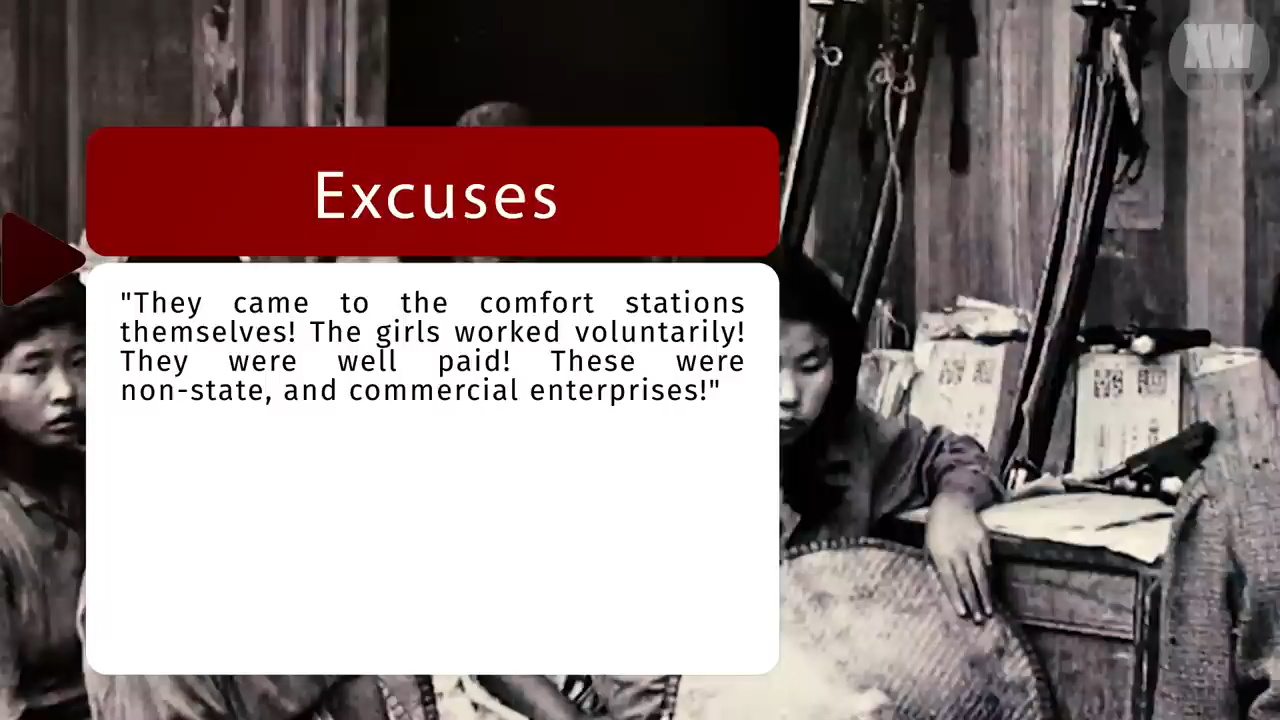 XW
Excuses
"They came to the comfort stations
themselves! The girls worked voluntarily!
They were well paid! These were
non-state, and commercial enterprises!"